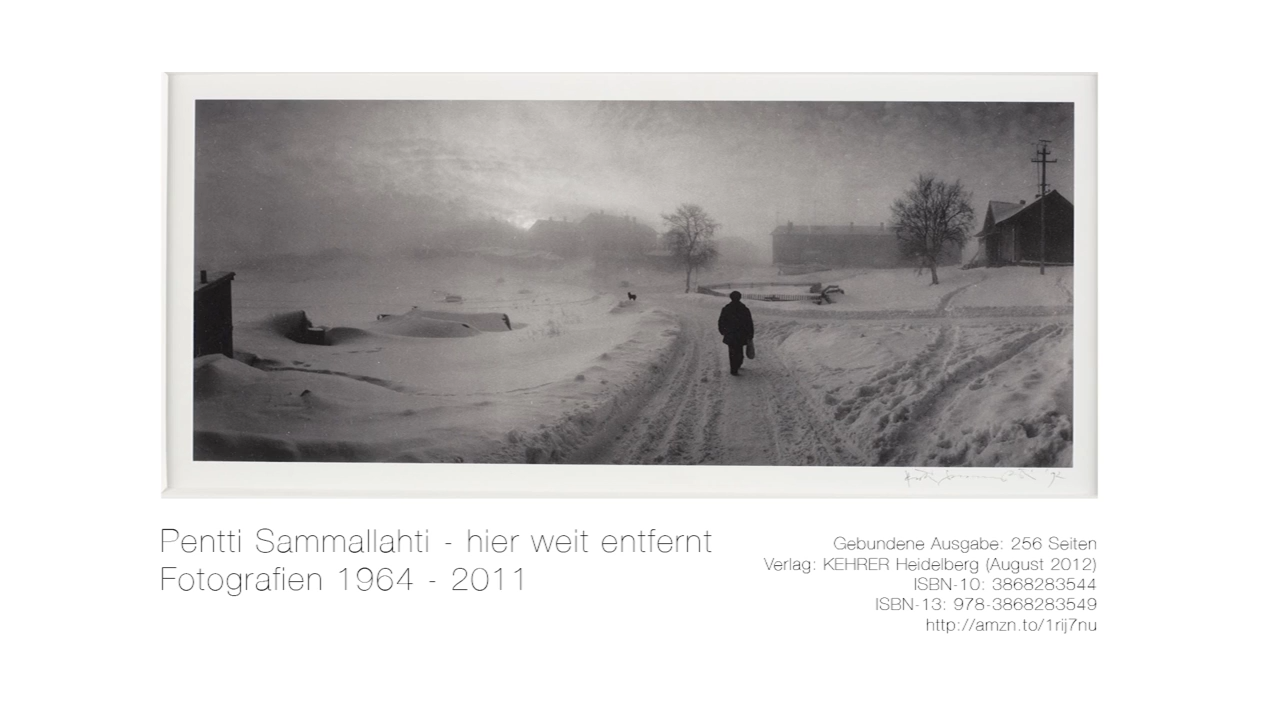 Pentti Sammallahti - hier weit entfernt
Fotografien 1964 - 2011
Gebundene Ausgabe: 256 Seiten
Verlag: KEHRER Heidelberg (August 2012)
ISBN-10: 3868283544
ISBN-13: 978-3868283549
http://amzn.to/1rij7nu